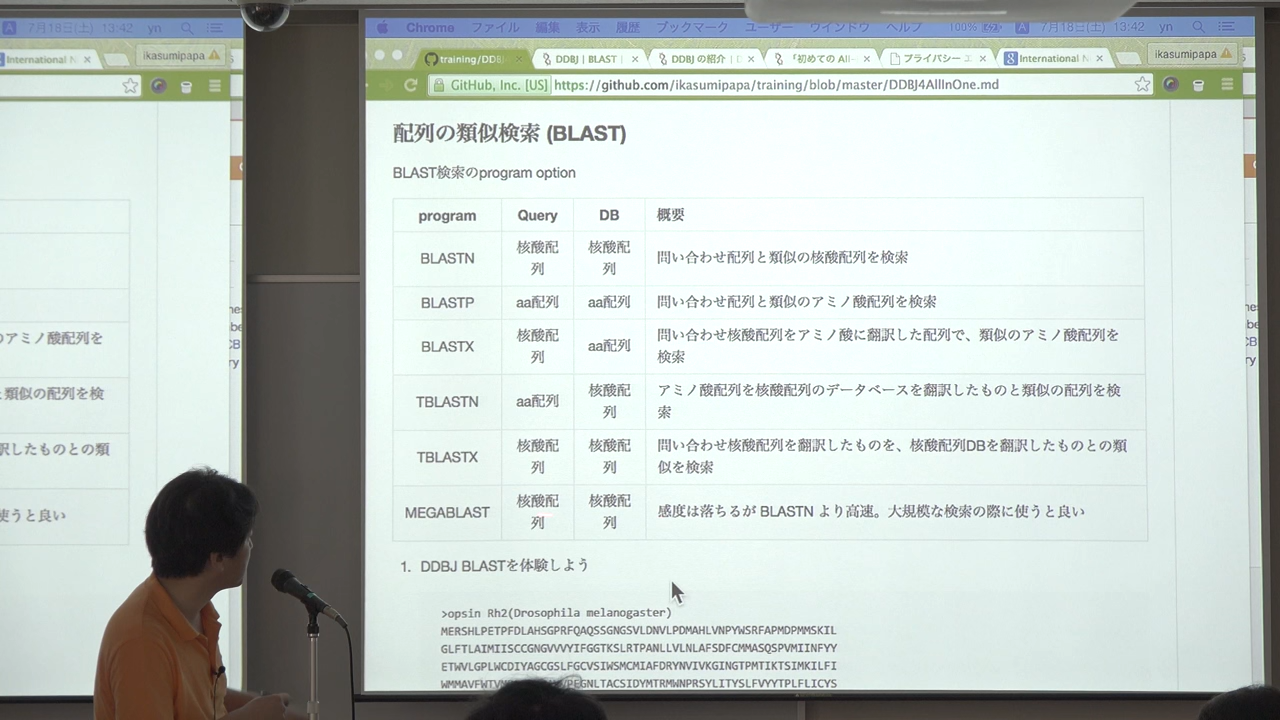 Chrome ファイル 編集 表示 履歴 ブックマーク ユーザー ウインドウ ヘルプ 100% A 7月18日(土) 13:42 yn
A 7月18日(土) 13:42 yn
training/DDBJ DDBJ | BLAST | DDBJ の紹介 | 「初めての All- プライバシー International N ikasumipapa
International N ikasumipapa
GitHub, Inc. [US] https://github.com/ikasumipapa/training/blob/master/DDBJ4AllInOne.md
配列の類似検索 (BLAST)
BLAST検索のprogram option
program Query DB 概要
BLASTN 核酸配列 核酸配列 問い合わせ配列と類似の核酸配列を検索
BLASTP aa配列 aa配列 問い合わせ配列と類似のアミノ酸配列を検索
BLASTX 核酸配列 aa配列 問い合わせ核酸配列をアミノ酸に翻訳した配列で、類似のアミノ酸配列を
検索
TBLASTN aa配列 核酸配列 アミノ酸配列を核酸配列のデータベースを翻訳したものと類似の配列を検
索
TBLASTX 核酸配列 核酸配列 問い合わせ核酸配列を翻訳したものを、核酸配列DBを翻訳したものとの類
似を検索
MEGABLAST 核酸配列 核酸配列 感度は落ちるが BLASTN より高速。大規模な検索の際に使うと良い
1. DDBJ BLASTを体験しよう
>opsin Rh2(Drosophila melanogaster)
MERSHLPETPFDLAHSGPRFQAQSSGNGSVLDNVLPDMAHLVNPYWSRFAPMDPMMSKIL
GLFTLAIMIISCCGNGVVVYIFGGTKSLRTPANLLVLNLAFSDFCMMASQSPVMIINFYY
ETWVLGPLWCDIYAGCGSLFGCVSIWSMCMIAFDRYNVIVKGINGTPMTIKTSIMKILFI
のアミノ酸配列を
と類似の配列を検
訳したものとの類
使うと良い